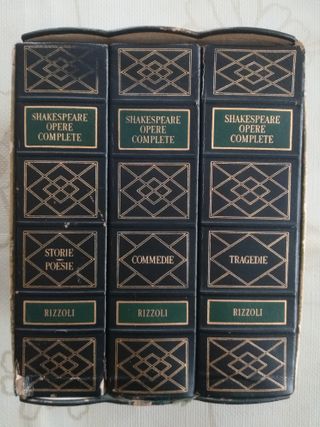 SHAKESPEARE
OPERE
COMPLETE
STORIE
POESIE
RIZZOLI
SHAKESPEARE
OPERE
COMPLETE
COMMEDIE
RIZZOLI
SHAKESPEARE
OPERE
COMPLETE
TRAGEDIE
RIZZOLI